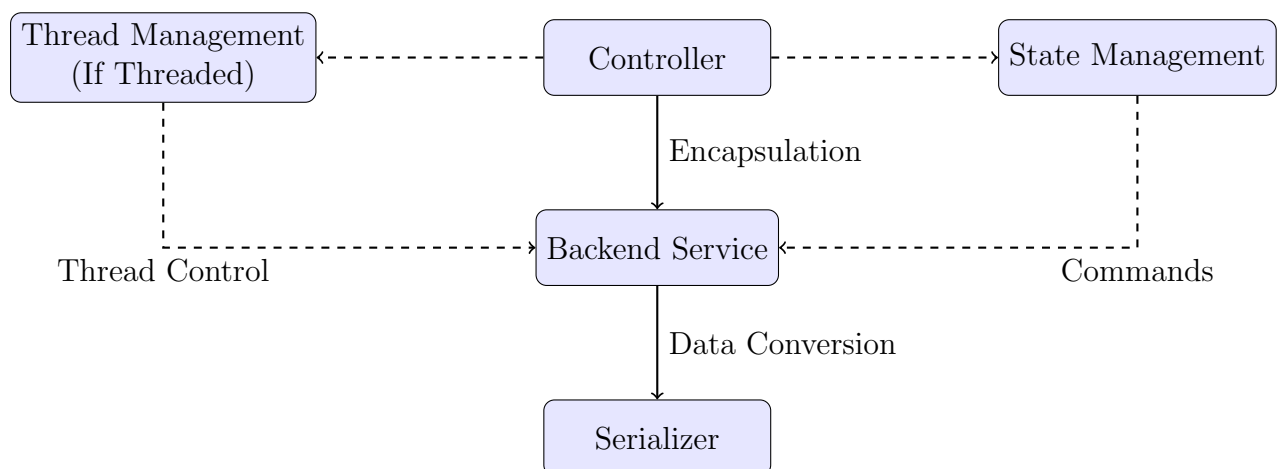 Thread Management
(If Threaded)
Controller
State Management
Encapsulation
Backend Service
Thread Control
Commands
Data Conversion
Serializer